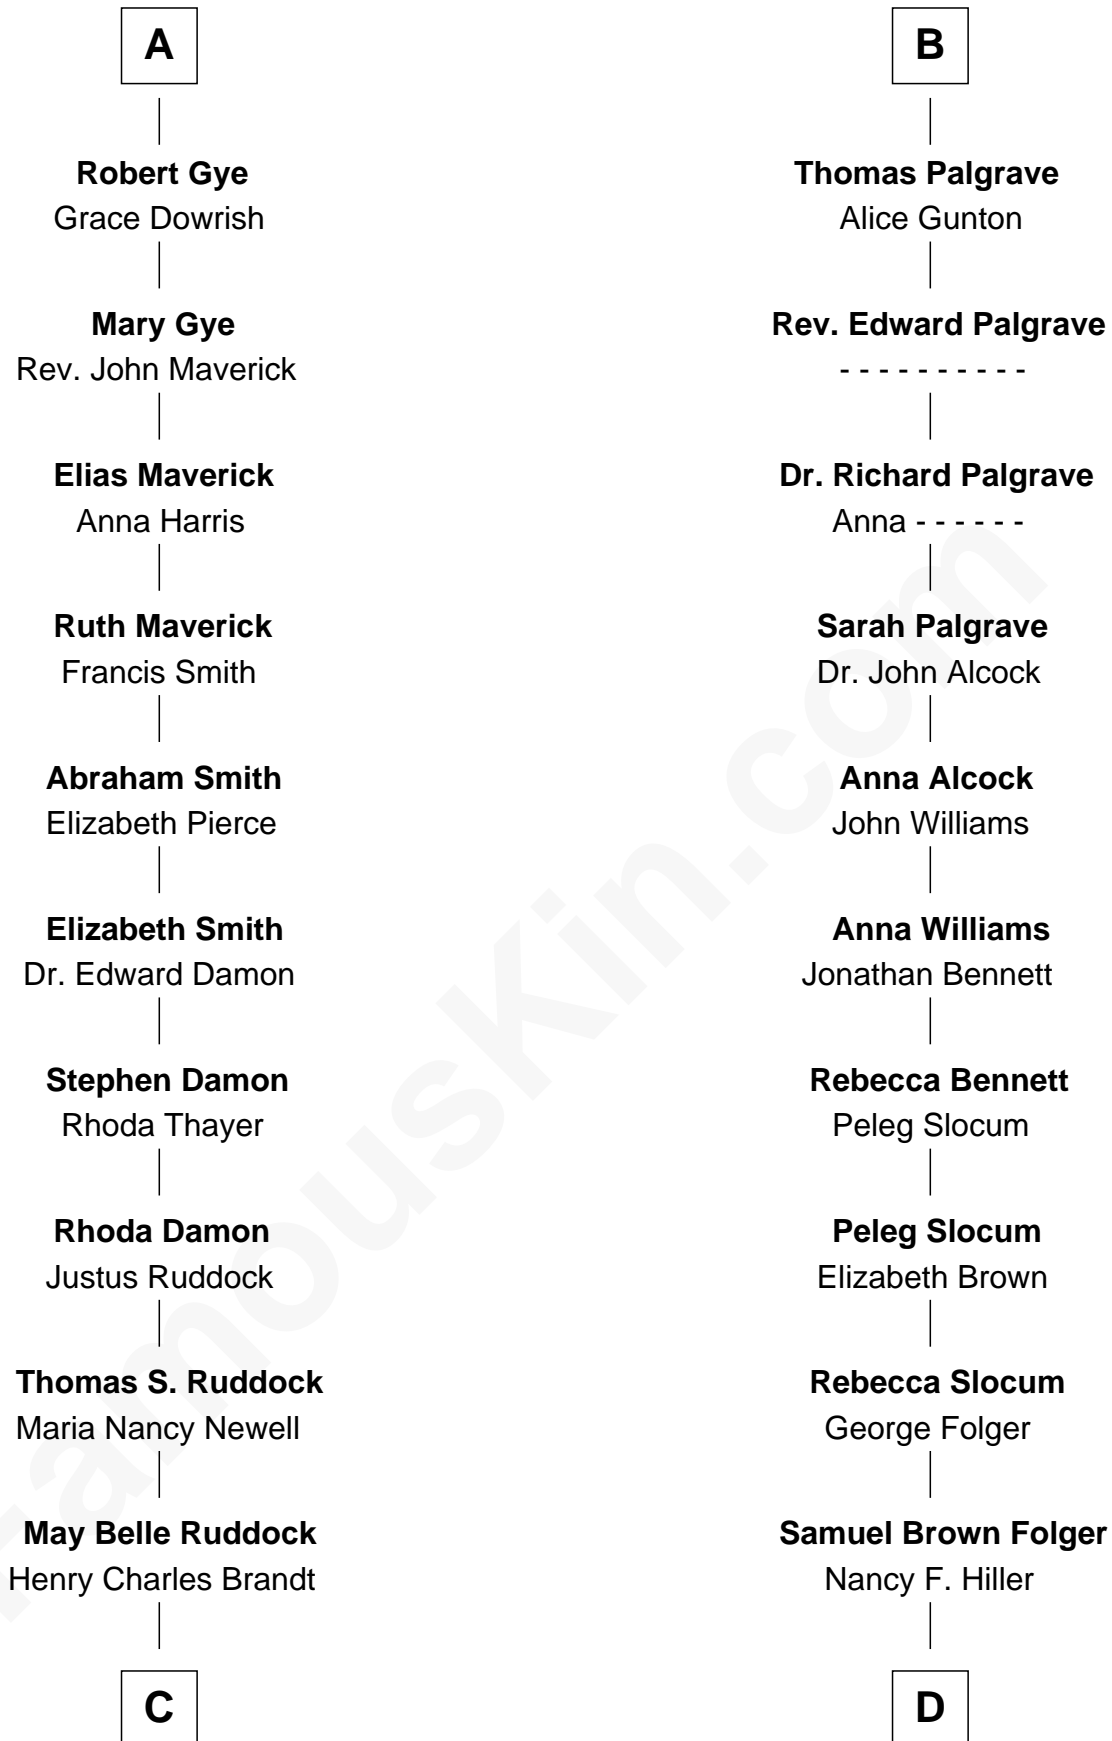 A
Robert Gye
Grace Dowrish
Mary Gye
Rev. John Maverick
Elias Maverick
Anna Harris
Ruth Maverick
Francis Smith
Abraham Smith
Elizabeth Pierce
Elizabeth Smith
Dr. Edward Damon
Stephen Damon
Rhoda Thayer
Rhoda Damon
Justus Ruddock
Thomas S. Ruddock
Maria Nancy Newell
May Belle Ruddock
Henry Charles Brandt
C
B
Thomas Palgrave
Alice Gunton
Rev. Edward Palgrave
- - - - - - - - - -
Dr. Richard Palgrave
Anna - - - - - -
Sarah Palgrave
Dr. John Alcock
Anna Alcock
John Williams
Anna Williams
Jonathan Bennett
Rebecca Bennett
Peleg Slocum
Peleg Slocum
Elizabeth Brown
Rebecca Slocum
George Folger
Samuel Brown Folger
Nancy F. Hiller
D
FamousKin.com